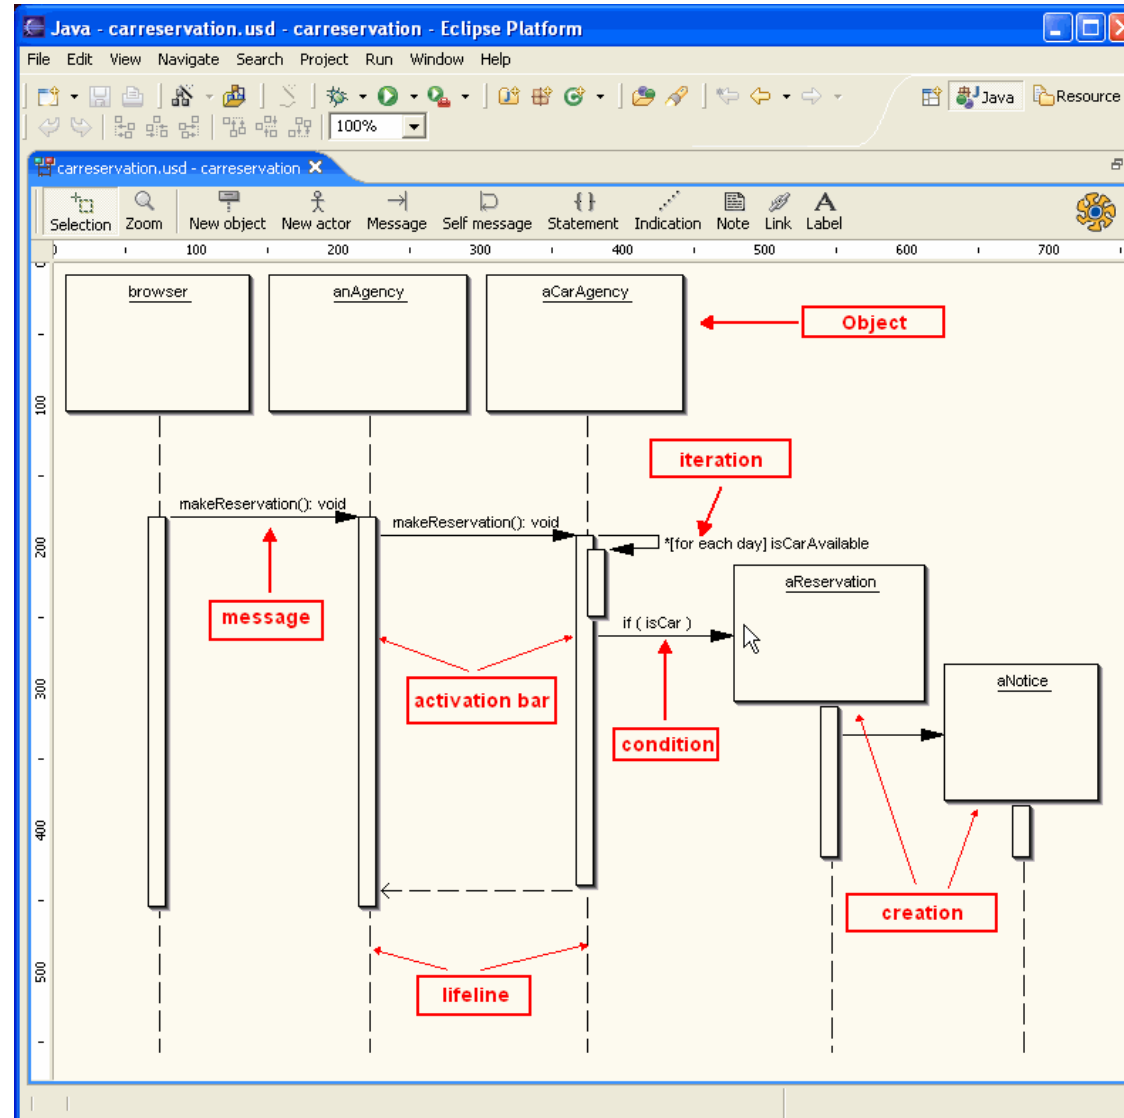 Java - carreservation.usd - carreservation - Eclipse Platform
File Edit View Navigate Search Project Run Window Help
Java Resource
100%
carreservation.usd - carreservation
Selection Zoom New object New actor Message Self message Statement Indication Note Link Label
0 100 200 300 400 500 600 700
0
100
200
300
400
500
browser
anAgency
aCarAgency
Object
iteration
makeReservation(): void
makeReservation(): void
*[for each day] isCarAvailable
aReservation
message
if ( isCar )
aNotice
activation bar
condition
creation
lifeline